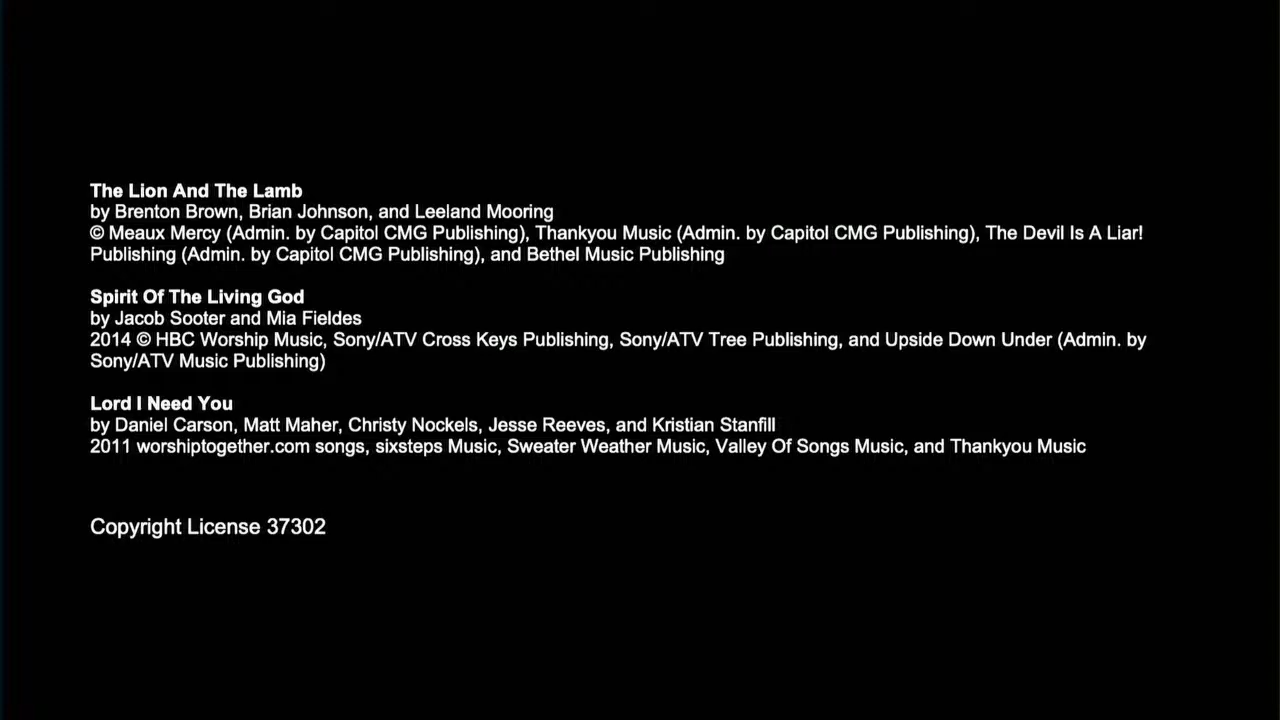 The Lion And The Lamb
by Brenton Brown, Brian Johnson, and Leeland Mooring
© Meaux Mercy (Admin. by Capitol CMG Publishing), Thankyou Music (Admin. by Capitol CMG Publishing), The Devil Is A Liar!
Publishing (Admin. by Capitol CMG Publishing), and Bethel Music Publishing
Spirit Of The Living God
by Jacob Sooter and Mia Fieldes
2014 © HBC Worship Music, Sony/ATV Cross Keys Publishing, Sony/ATV Tree Publishing, and Upside Down Under (Admin. by
Sony/ATV Music Publishing)
Lord I Need You
by Daniel Carson, Matt Maher, Christy Nockels, Jesse Reeves, and Kristian Stanfill
2011 worshiptogether.com songs, sixsteps Music, Sweater Weather Music, Valley Of Songs Music, and Thankyou Music
Copyright License 37302